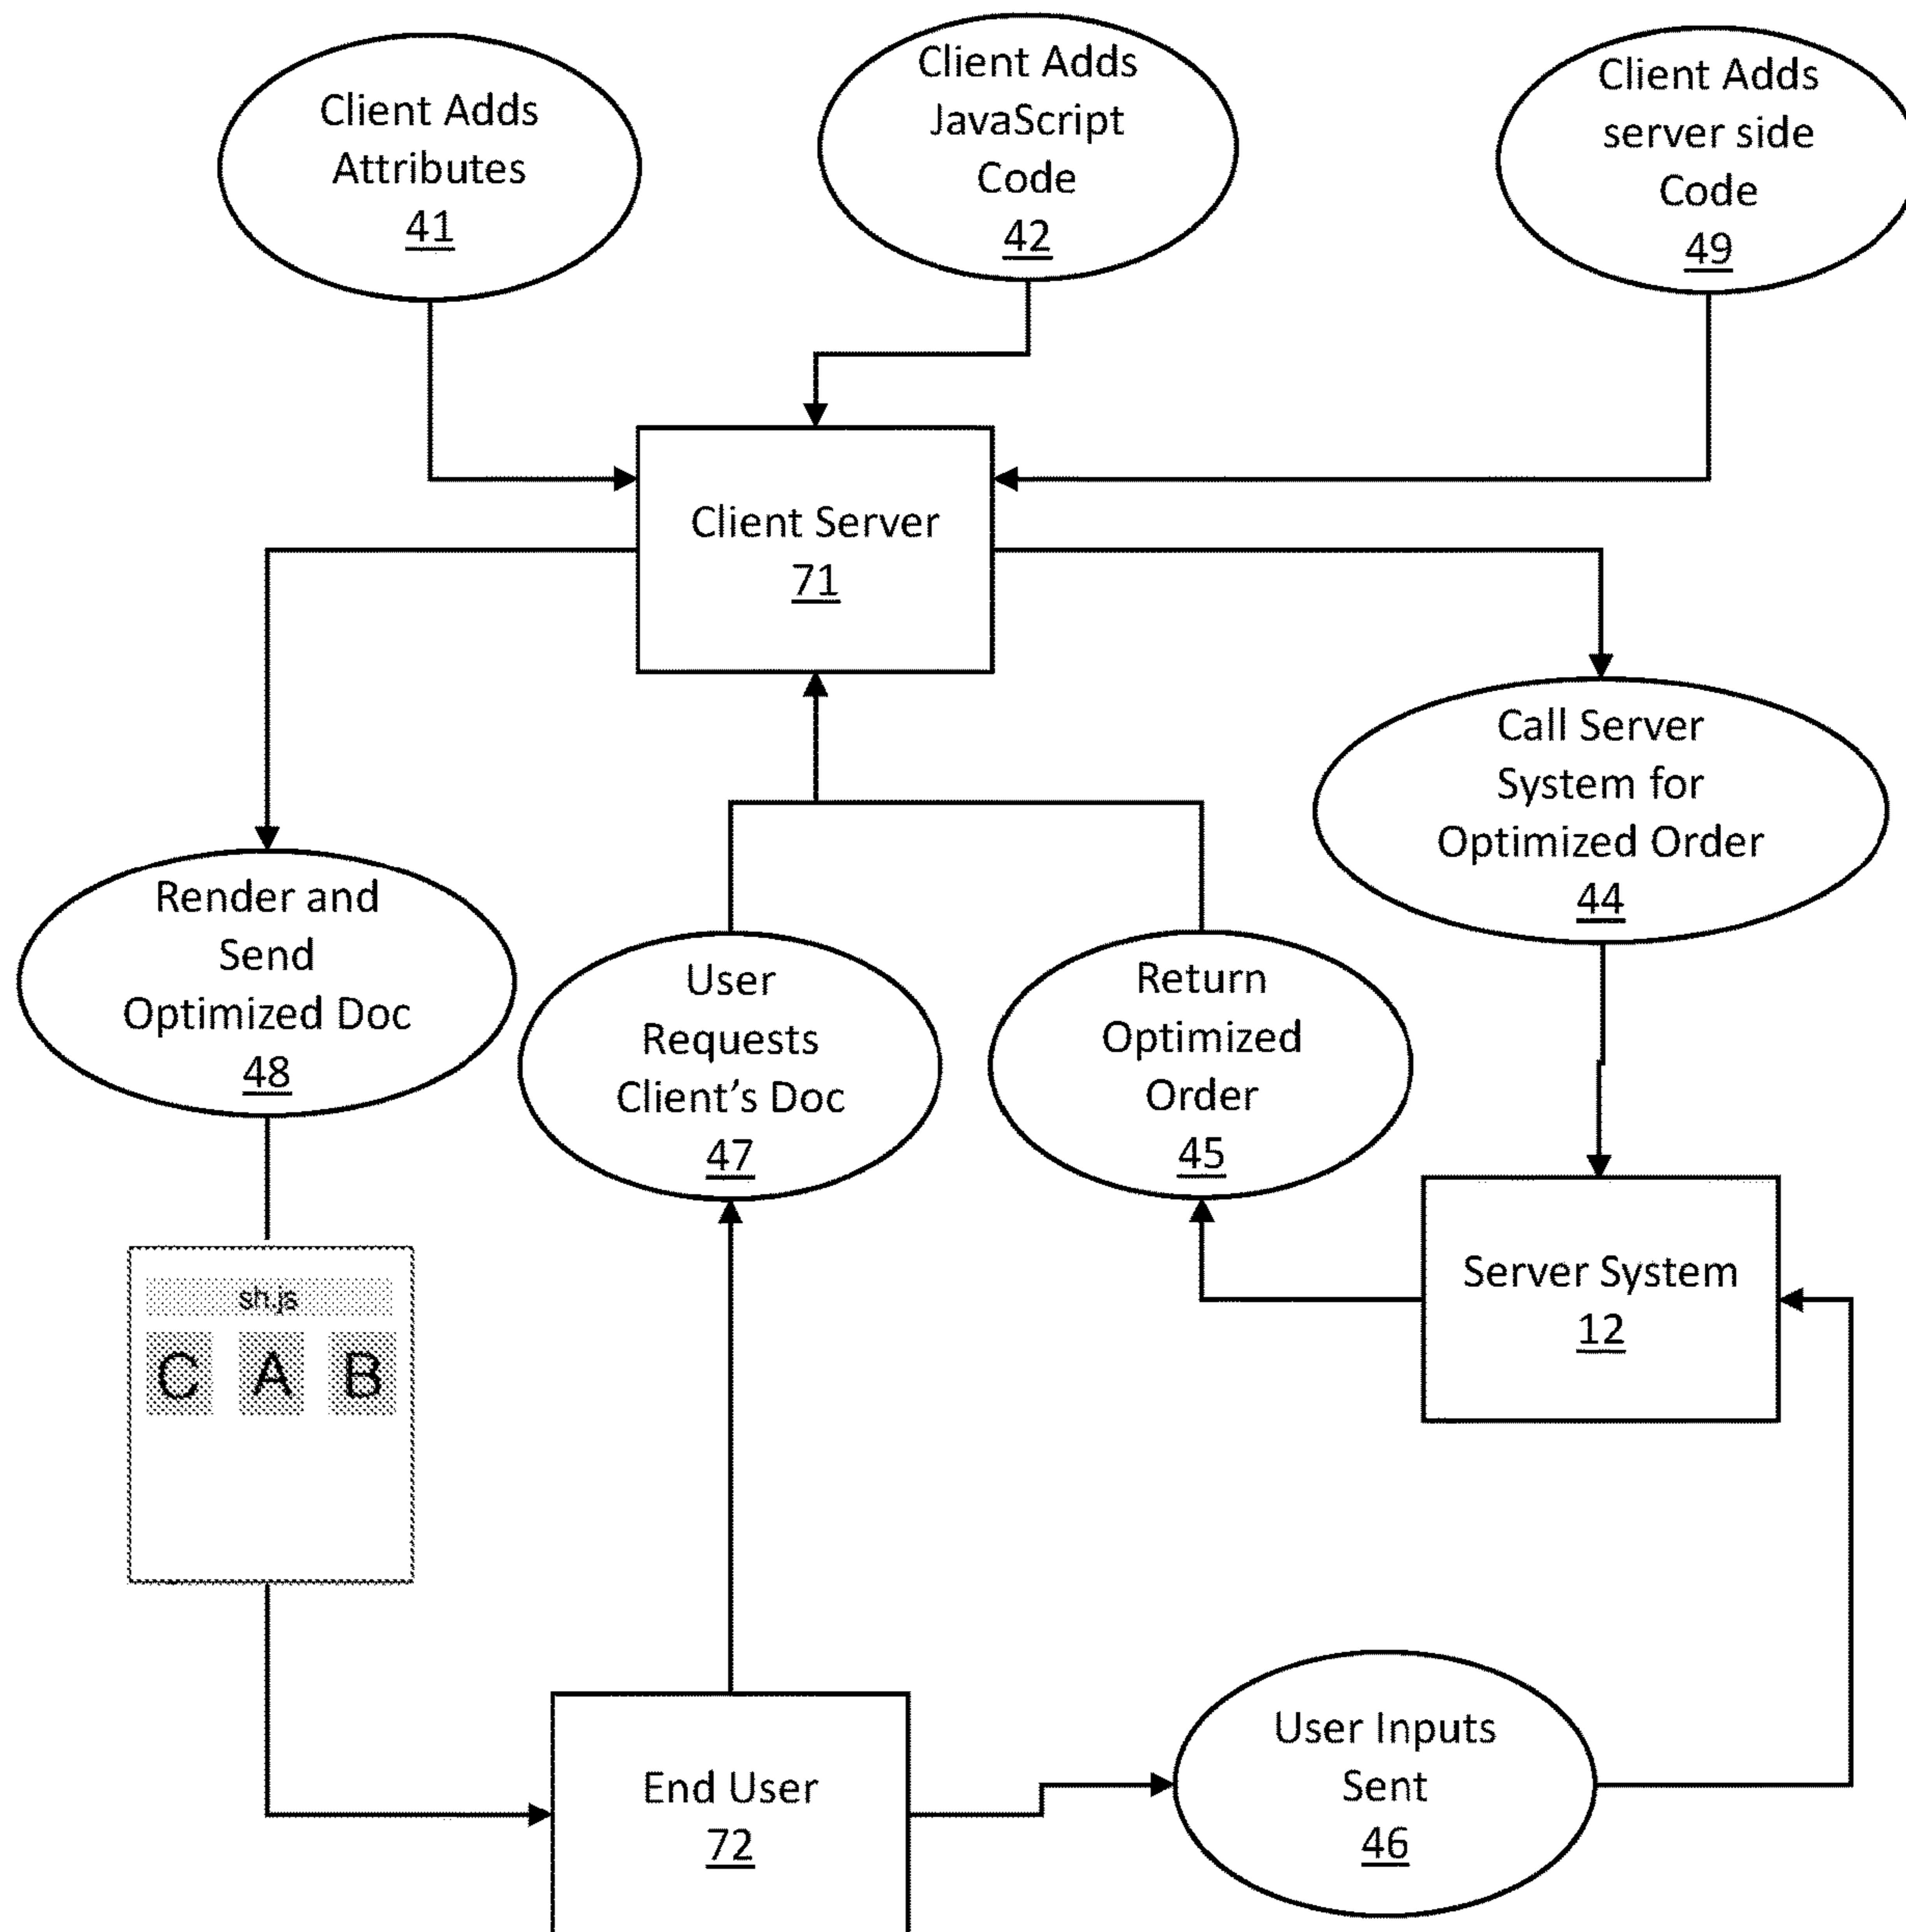 Client Adds
Attributes
41
Client Adds
JavaScript
Code
42
Client Adds
server side
Code
49
Client Server
71
Call Server
System for
Optimized Order
44
Render and
Send
Optimized Doc
48
User
Requests
Client’s Doc
47
Return
Optimized
Order
45
Server System
12
sh.js
C A B
End User
72
User Inputs
Sent
46